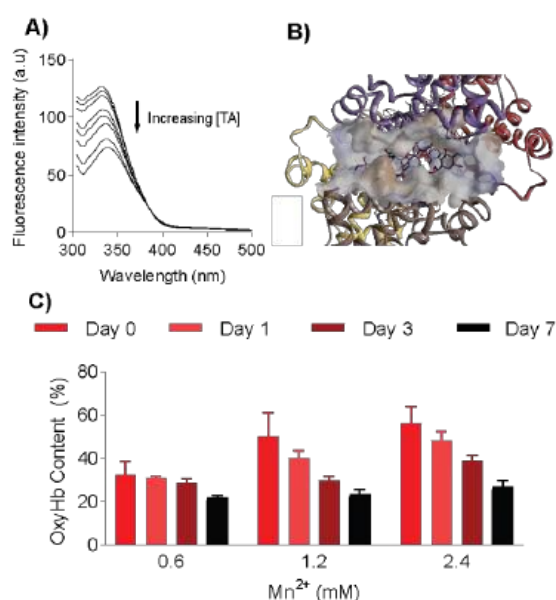 A)
Fluorescence intensity (a.u)
150
100
50
0
Increasing [TA]
300 350 400 450 500
Wavelength (nm)
B)
C)
Day 0 Day 1 Day 3 Day 7
OxyHb Content (%)
80
60
40
20
0
0.6 1.2 2.4
Mn²⁺ (mM)